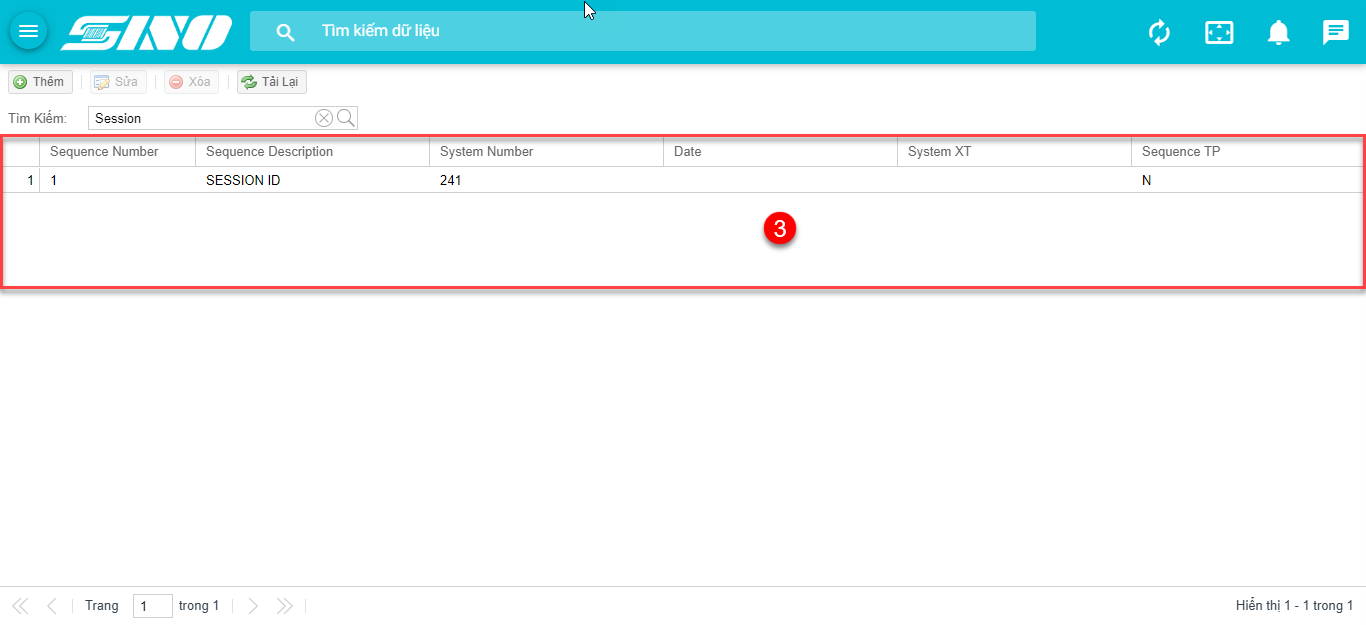 SINO Tìm kiếm dữ liệu
Thêm Sửa Xóa Tải Lại
Tìm Kiếm: Session
Sequence Number Sequence Description System Number Date System XT Sequence TP
1 1 SESSION ID 241 N
3
Trang 1 trong 1 Hiển thị 1 - 1 trong 1